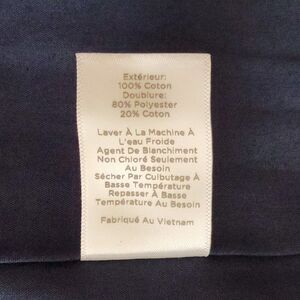 Extérieur:
100% Coton
Doublure:
80% Polyester
20% Coton
Laver À La Machine À
L'eau Froide
Agent De Blanchiment
Non Chloré Seulement
Au Besoin
Sécher Par Culbutage À
Basse Température
Repasser À Basse
Température Au Besoin
Fabriqué Au Vietnam